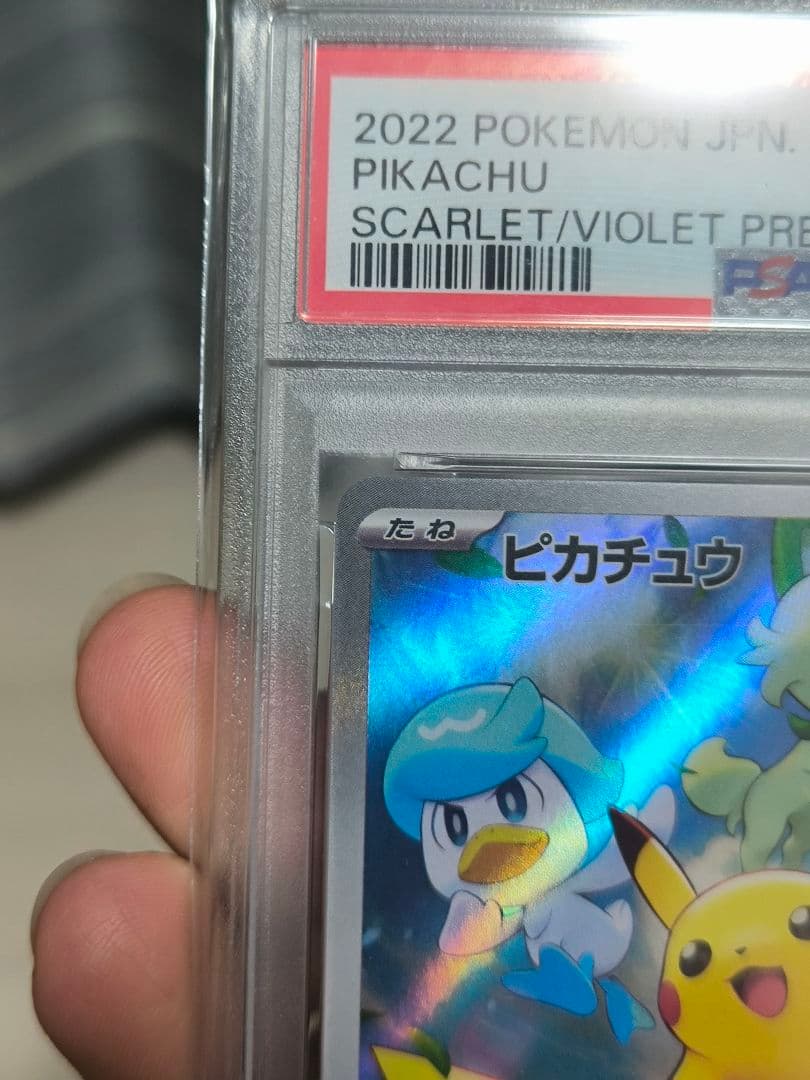 2022 POKEMON JPN.
PIKACHU
SCARLET/VIOLET PRE
PSA
たね
ピカチュウ